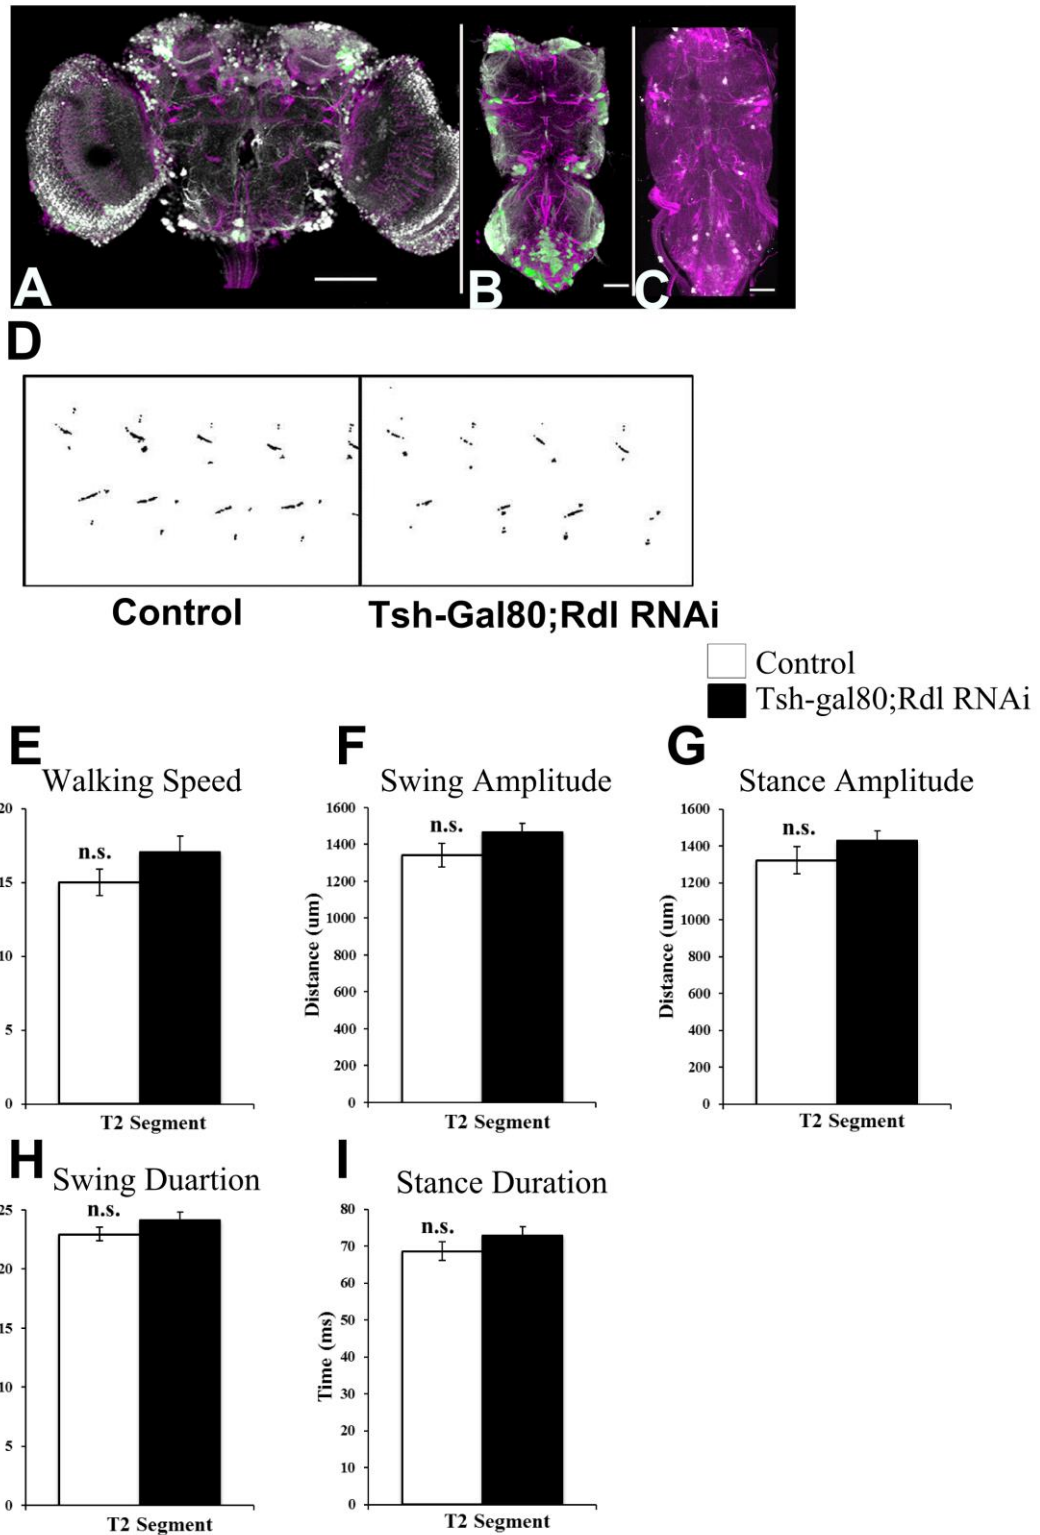 A
B
C
D
Control
Tsh-Gal80;Rdl RNAi
Control
Tsh-gal80;Rdl RNAi
E
Walking Speed
20
15
10
5
0
n.s.
T2 Segment
F
Swing Amplitude
Distance (um)
1600
1400
1200
1000
800
600
400
200
0
n.s.
T2 Segment
G
Stance Amplitude
Distance (um)
1600
1400
1200
1000
800
600
400
200
0
n.s.
T2 Segment
H
Swing Duartion
25
20
15
10
5
0
n.s.
T2 Segment
I
Stance Duration
Time (ms)
80
70
60
50
40
30
20
10
0
n.s.
T2 Segment